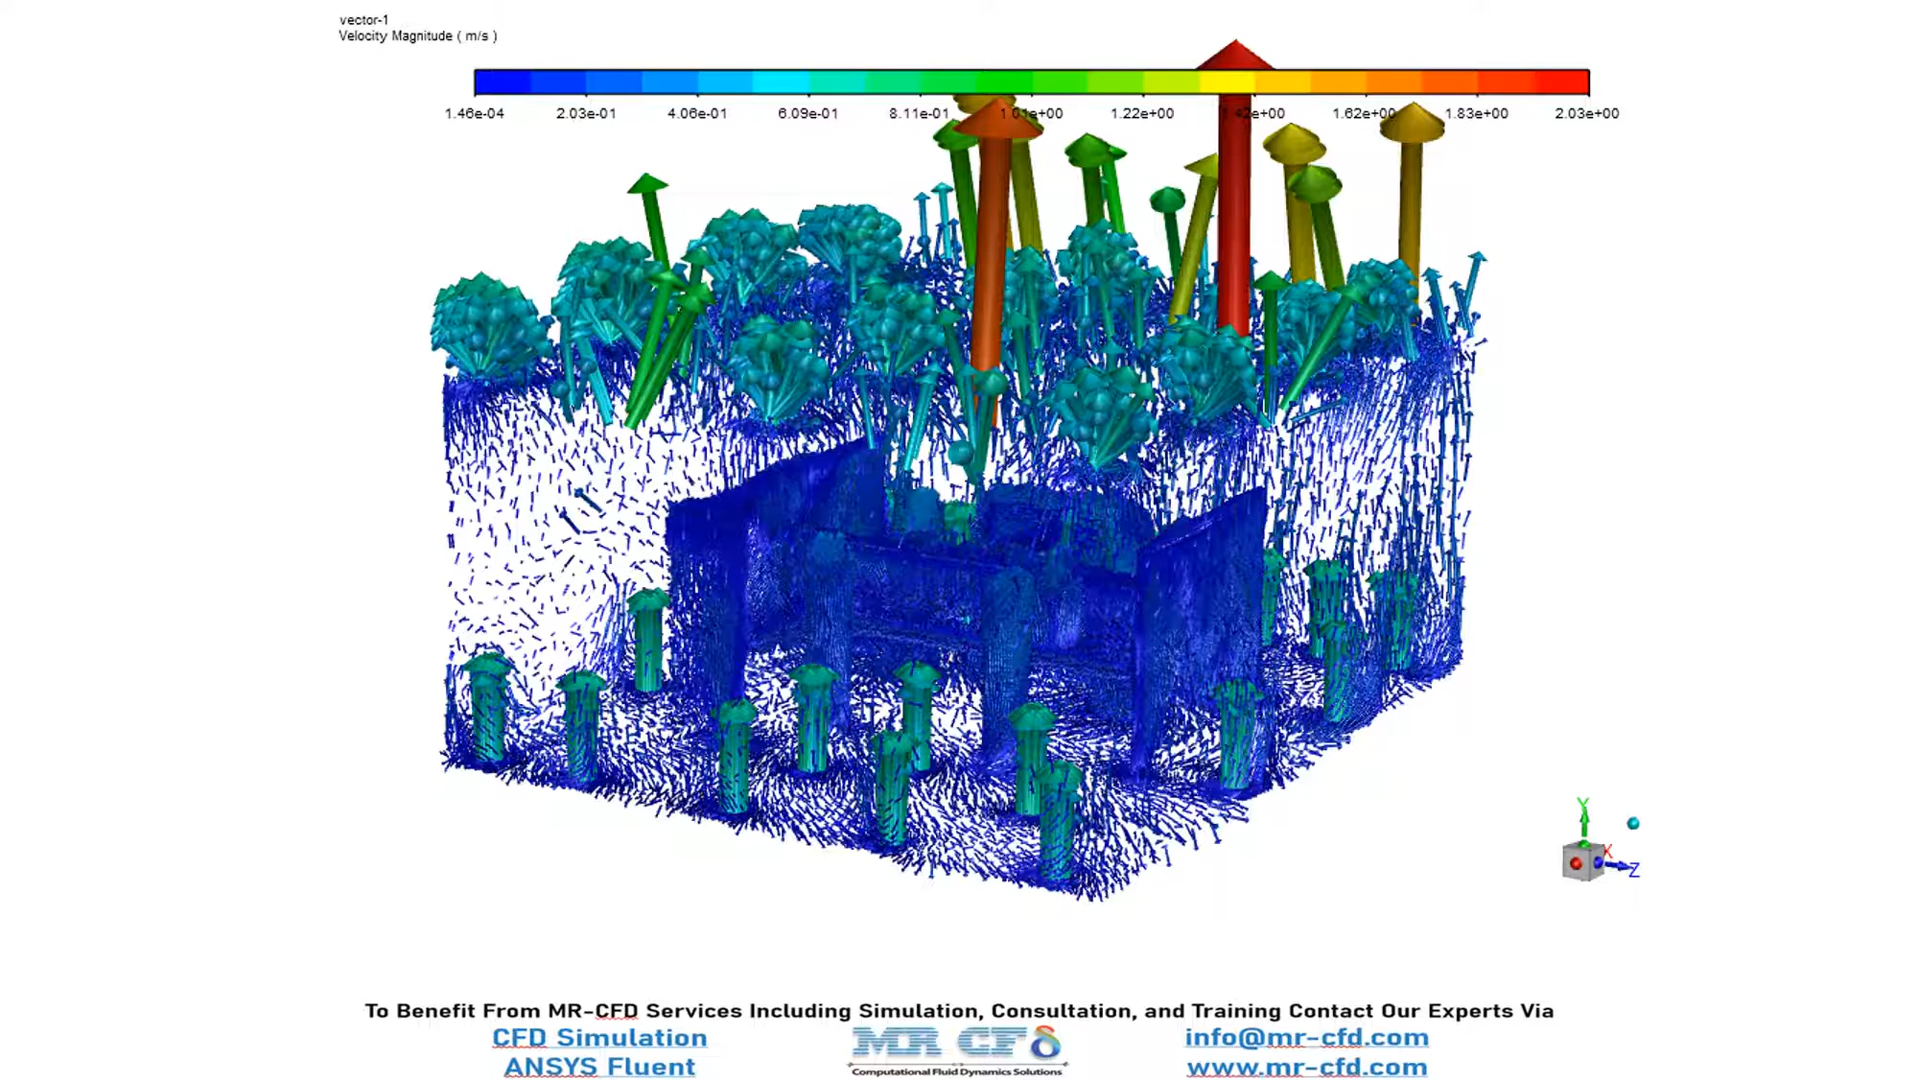 vector-1
Velocity Magnitude ( m/s )
1.46e-04 2.03e-01 4.06e-01 6.09e-01 8.11e-01 1.01e+00 1.22e+00 1.42e+00 1.62e+00 1.83e+00 2.03e+00
Y
X
Z
To Benefit From MR-CFD Services Including Simulation, Consultation, and Training Contact Our Experts Via
CFD Simulation
MR CFδ
info@mr-cfd.com
ANSYS Fluent
Computational Fluid Dynamics Solutions
www.mr-cfd.com